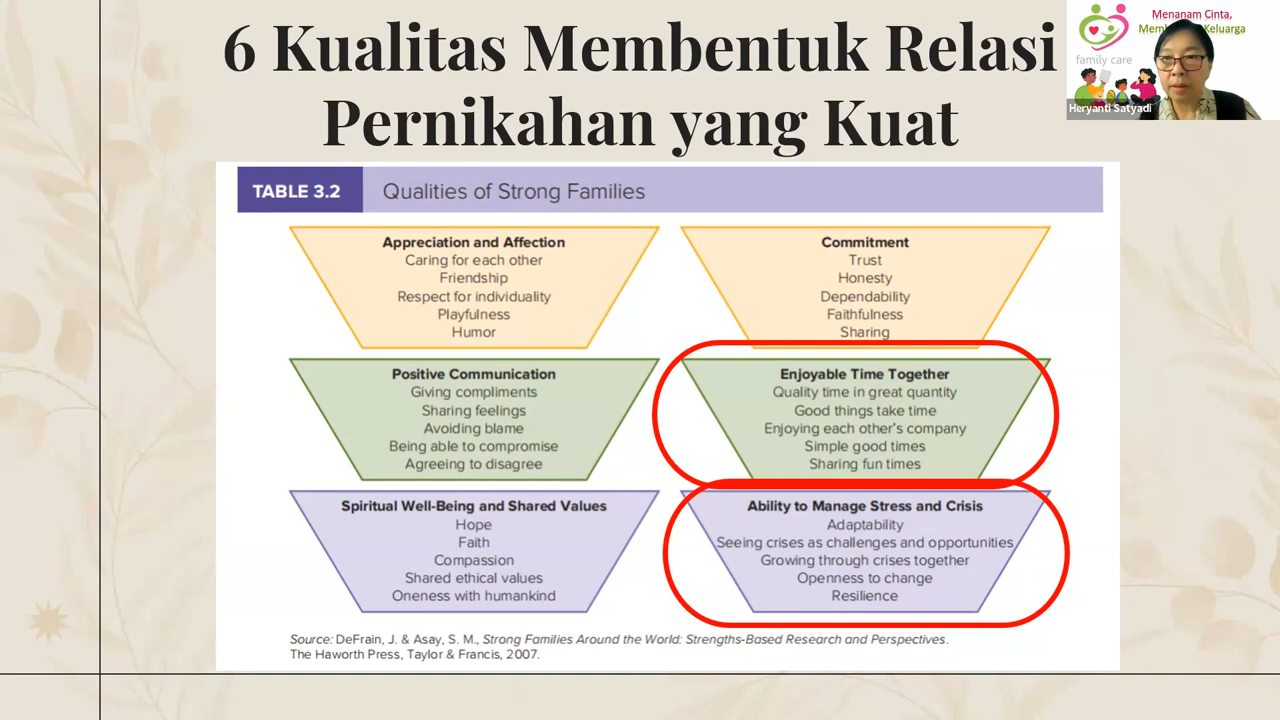 6 Kualitas Membentuk Relasi
Pernikahan yang Kuat
Menanam Cinta,
Keluarga
family care
Heryanti Satyadi
TABLE 3.2 Qualities of Strong Families
Appreciation and Affection
Caring for each other
Friendship
Respect for individuality
Playfulness
Humor
Commitment
Trust
Honesty
Dependability
Faithfulness
Sharing
Positive Communication
Giving compliments
Sharing feelings
Avoiding blame
Being able to compromise
Agreeing to disagree
Enjoyable Time Together
Quality time in great quantity
Good things take time
Enjoying each other's company
Simple good times
Sharing fun times
Spiritual Well-Being and Shared Values
Hope
Faith
Compassion
Shared ethical values
Oneness with humankind
Ability to Manage Stress and Crisis
Adaptability
Seeing crises as challenges and opportunities
Growing through crises together
Openness to change
Resilience
Source: DeFrain, J. & Asay, S. M., Strong Families Around the World: Strengths-Based Research and Perspectives.
The Haworth Press, Taylor & Francis, 2007.